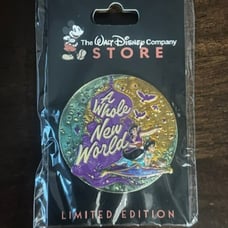 The WALT DISNEY Company
STORE
A
Whole
New
World
LIMITED EDITION